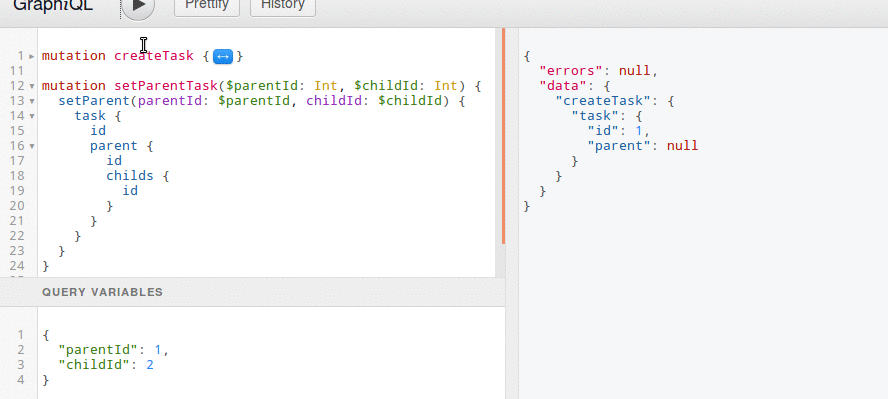 GraphiQL Prettify History
1 mutation createTask {↔}
11
12 mutation setParentTask($parentId: Int, $childId: Int) {
13 setParent(parentId: $parentId, childId: $childId) {
14 task {
15 id
16 parent {
17 id
18 childs {
19 id
20 }
21 }
22 }
23 }
24 }
QUERY VARIABLES
1 {
2 "parentId": 1,
3 "childId": 2
4 }
{
"errors": null,
"data": {
"createTask": {
"task": {
"id": 1,
"parent": null
}
}
}
}